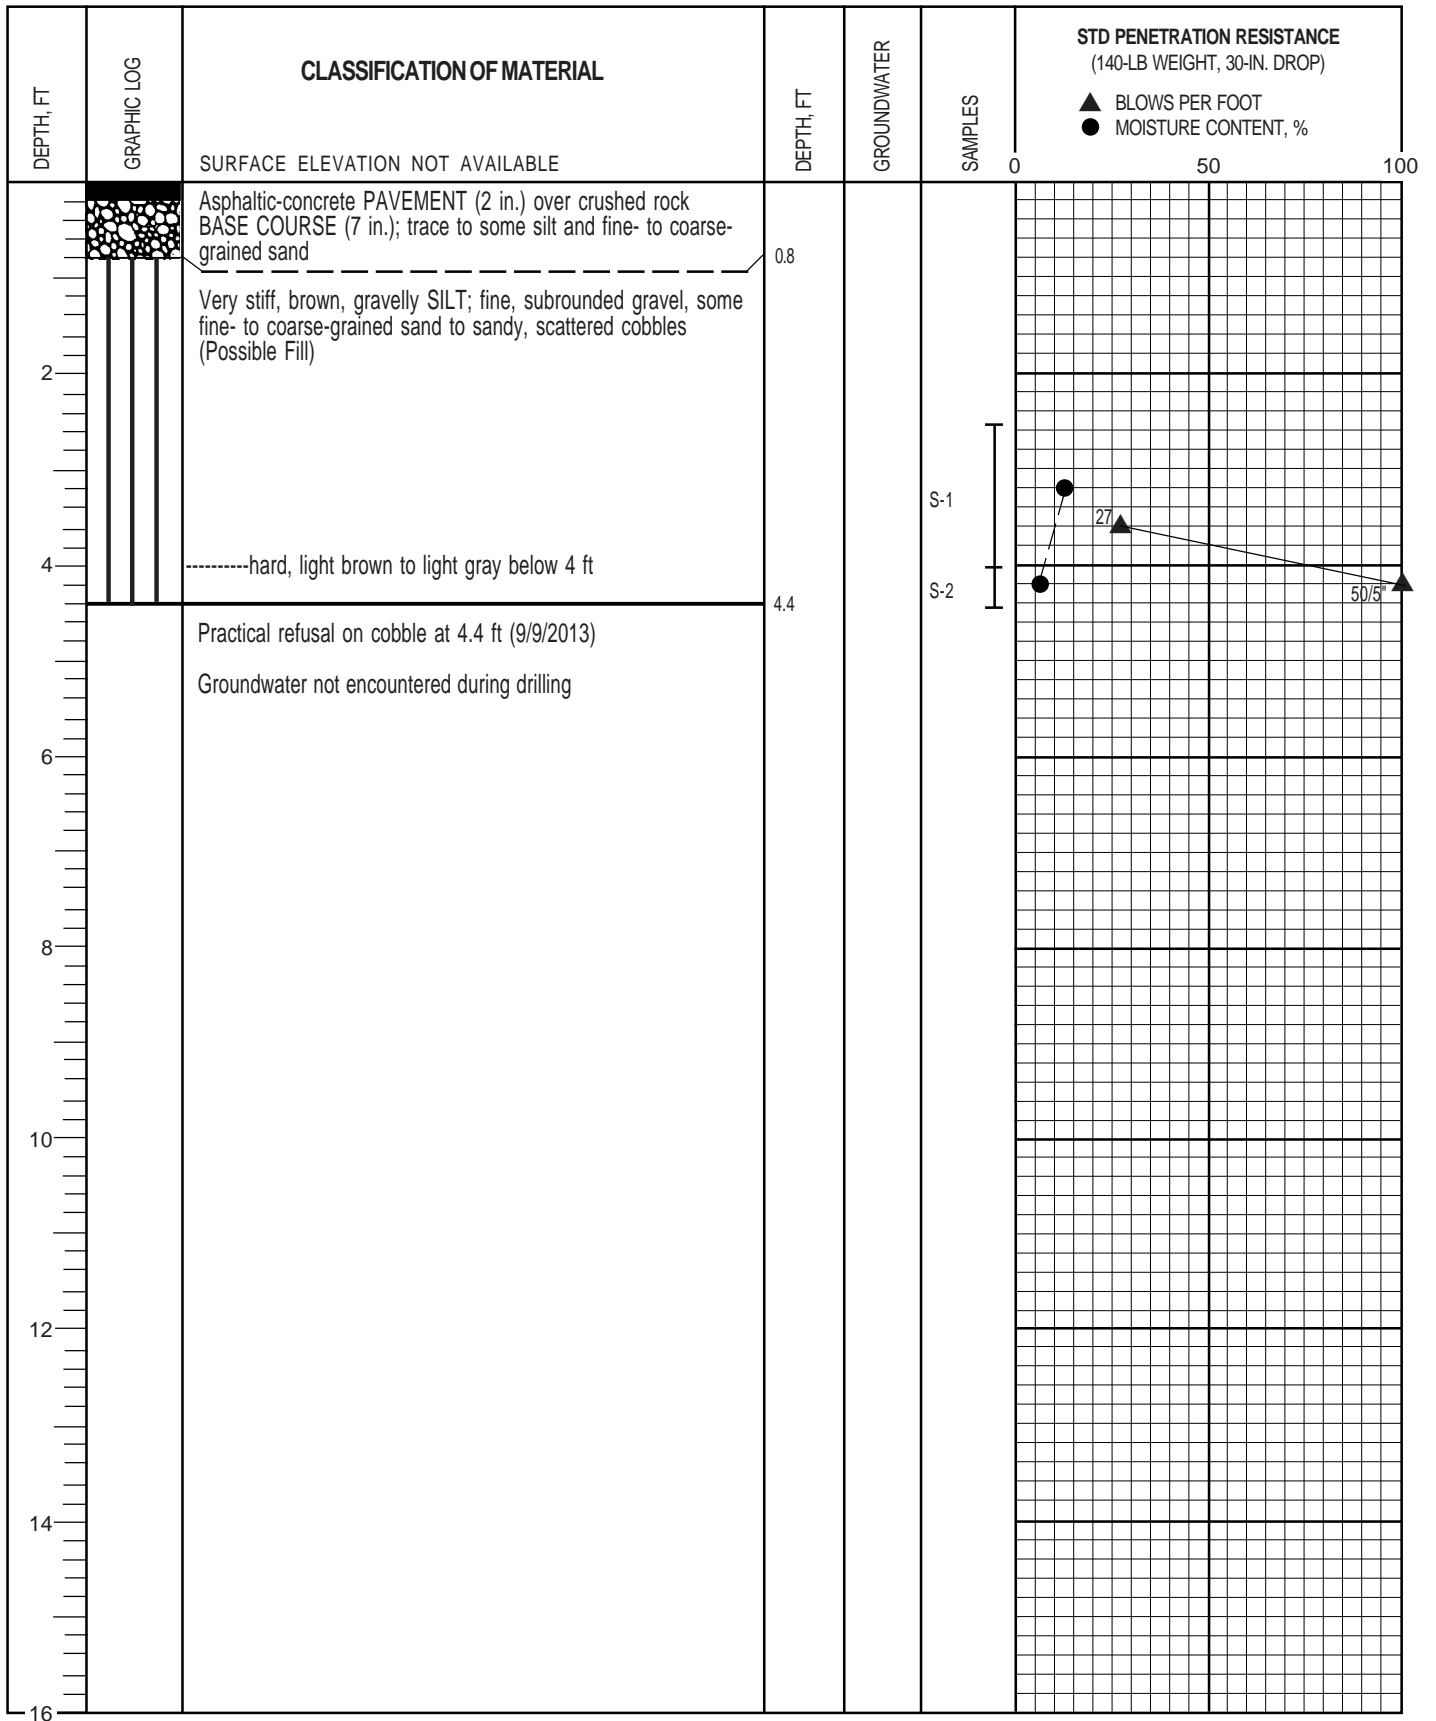 DEPTH, FT
GRAPHIC LOG
CLASSIFICATION OF MATERIAL
SURFACE ELEVATION NOT AVAILABLE
DEPTH, FT
GROUNDWATER
SAMPLES
STD PENETRATION RESISTANCE
(140-LB WEIGHT, 30-IN. DROP)
BLOWS PER FOOT
MOISTURE CONTENT, %
0 50 100
Asphaltic-concrete PAVEMENT (2 in.) over crushed rock
BASE COURSE (7 in.); trace to some silt and fine- to coarse-
grained sand
0.8
Very stiff, brown, gravelly SILT; fine, subrounded gravel, some
fine- to coarse-grained sand to sandy, scattered cobbles
(Possible Fill)
2
S-1
27
4
----------hard, light brown to light gray below 4 ft
S-2
50/5"
4.4
Practical refusal on cobble at 4.4 ft (9/9/2013)
Groundwater not encountered during drilling
6
8
10
12
14
16